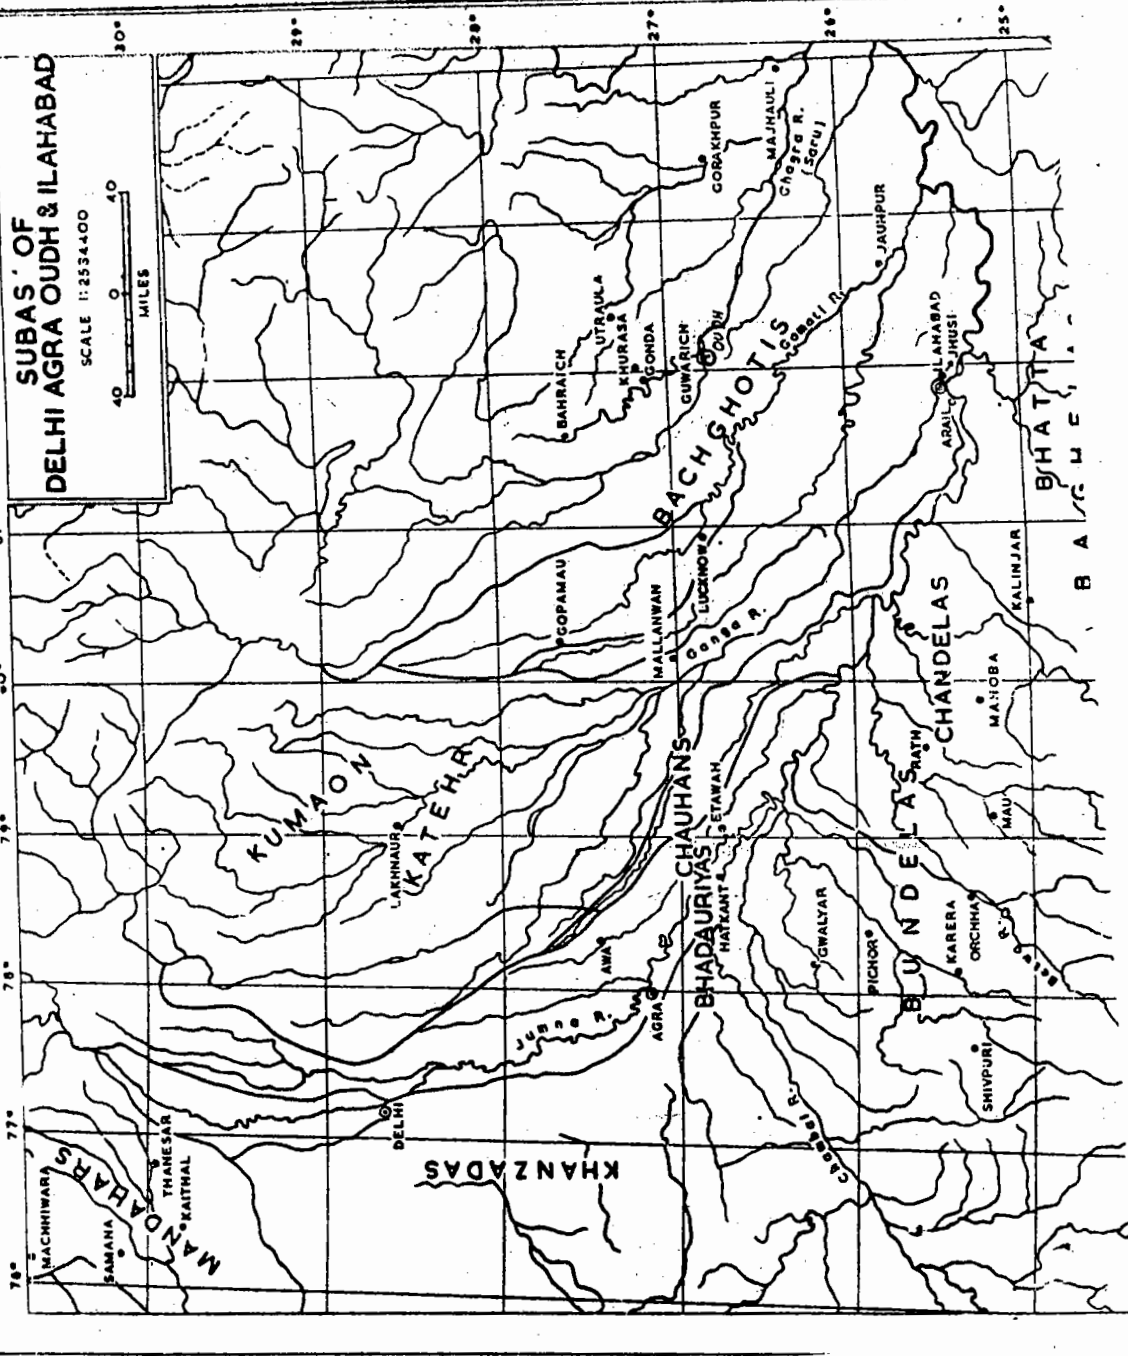 SUBAS' OF
DELHI AGRA OUDH & ILAHABAD
SCALE 1:2534400
40 0 40
MILES
30°
29°
28°
27°
26°
25°
76°
77°
78°
79°
MACHHIWARA
SAMANA
MANDAHARS
THANESAR
KAITHAL
DELHI
KHANZADAS
KUMAON
LAKHNAUR
KATEHR
Jumna R.
AWA
AGRA
BHADAURIYAS
HATKANT
CHAUHANS
ETAWAH
Chambal R.
GWALYAR
PICHOR
BUNDELAS
KARERA
ORCHHA
SHIVPURI
Betwa R.
MAU
RATH
CHANDELAS
MAHOBA
KALINJAR
GOPAMAU
MALLANWAN
LUCKNOW
Ganga R.
BACHGHOTIS
BAHRAICH
UTRAULA
KHURASA
GONDA
GUWARICH
OUDH
Gomati R.
GORAKHPUR
MAJHAULI
Ghagra R.
(Saru)
JAUNPUR
ILAHABAD
JHUSI
ARAIL
BHATTA